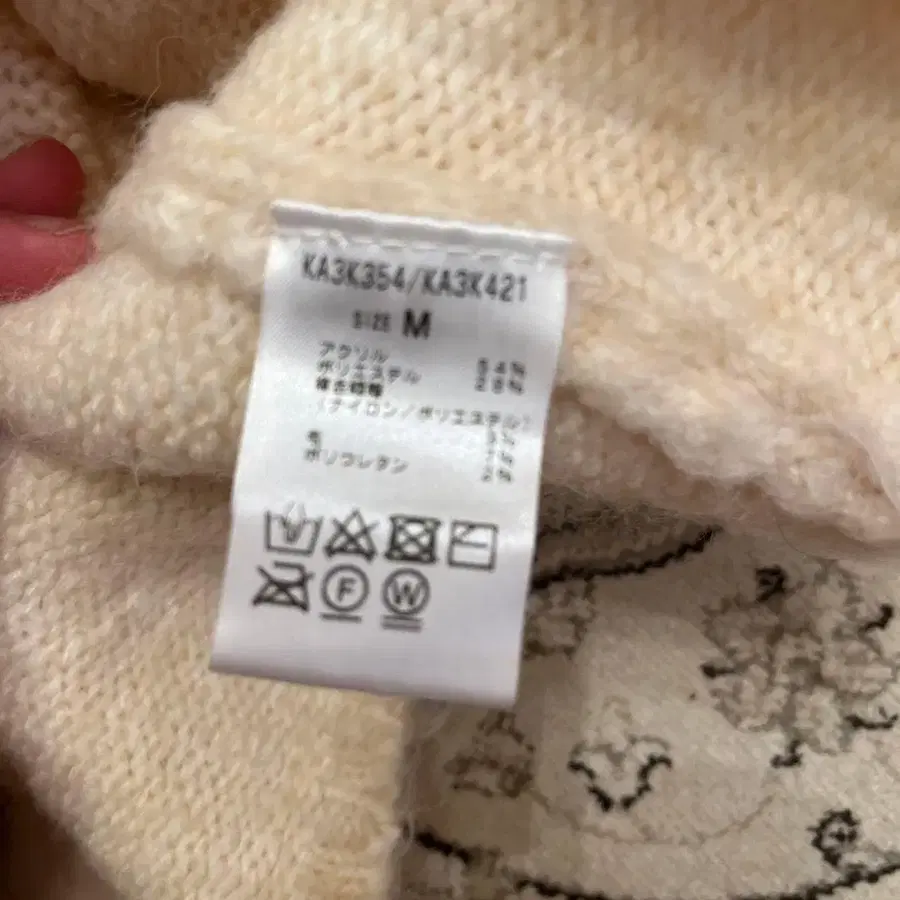 KA3K354/KA3K421
SIZE M
アクリル
ポリエステル
複合繊維
(ナイロン/ポリエステル)
毛
ポリウレタン
F
W